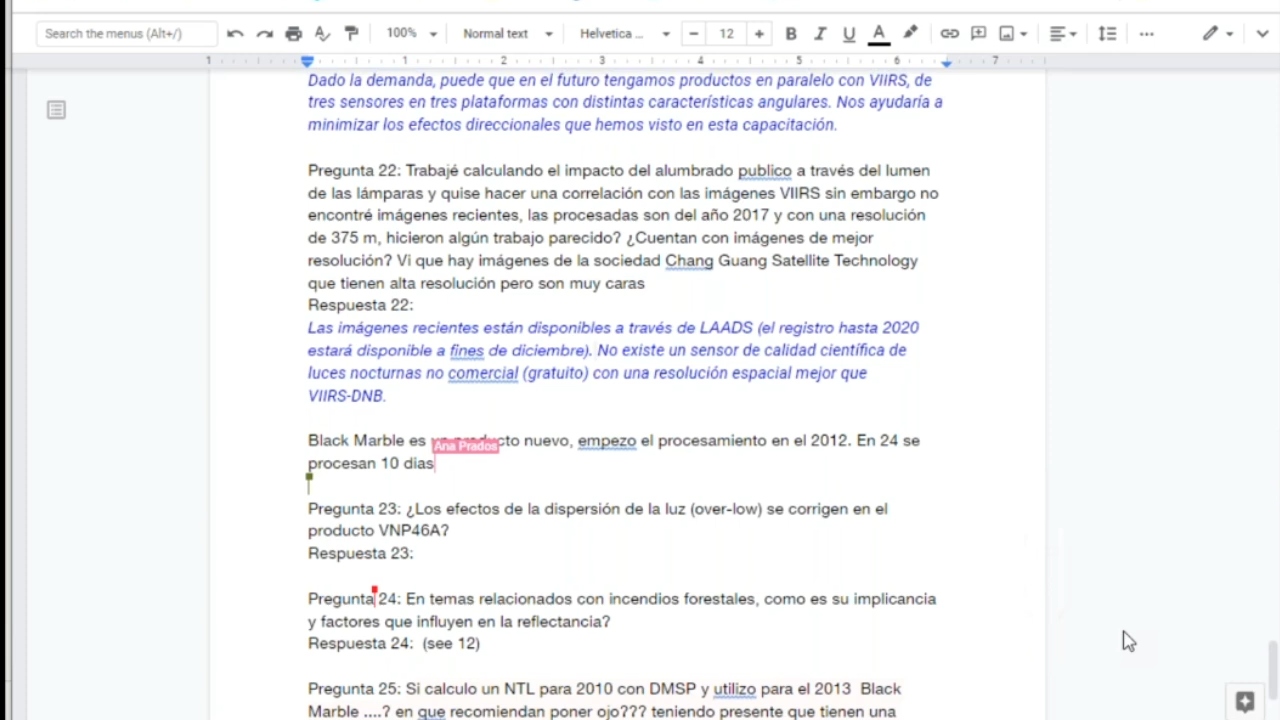 Search the menus (Alt+/)
100%
Normal text
Helvetica ...
12
B I U A
1 1 2 3 4 5 6 7
Dado la demanda, puede que en el futuro tengamos productos en paralelo con VIIRS, de
tres sensores en tres plataformas con distintas características angulares. Nos ayudaría a
minimizar los efectos direccionales que hemos visto en esta capacitación.
Pregunta 22: Trabajé calculando el impacto del alumbrado publico a través del lumen
de las lámparas y quise hacer una correlación con las imágenes VIIRS sin embargo no
encontré imágenes recientes, las procesadas son del año 2017 y con una resolución
de 375 m, hicieron algún trabajo parecido? ¿Cuentan con imágenes de mejor
resolución? Vi que hay imágenes de la sociedad Chang Guang Satellite Technology
que tienen alta resolución pero son muy caras
Respuesta 22:
Las imágenes recientes están disponibles a través de LAADS (el registro hasta 2020
estará disponible a fines de diciembre). No existe un sensor de calidad científica de
luces nocturnas no comercial (gratuito) con una resolución espacial mejor que
VIIRS-DNB.
Black Marble es un producto nuevo, empezo el procesamiento en el 2012. En 24 se
Ana Prados
procesan 10 dias
Pregunta 23: ¿Los efectos de la dispersión de la luz (over-low) se corrigen en el
producto VNP46A?
Respuesta 23:
Pregunta 24: En temas relacionados con incendios forestales, como es su implicancia
y factores que influyen en la reflectancia?
Respuesta 24:  (see 12)
Pregunta 25: Si calculo un NTL para 2010 con DMSP y utilizo para el 2013  Black
Marble ....? en que recomiendan poner ojo??? teniendo presente que tienen una